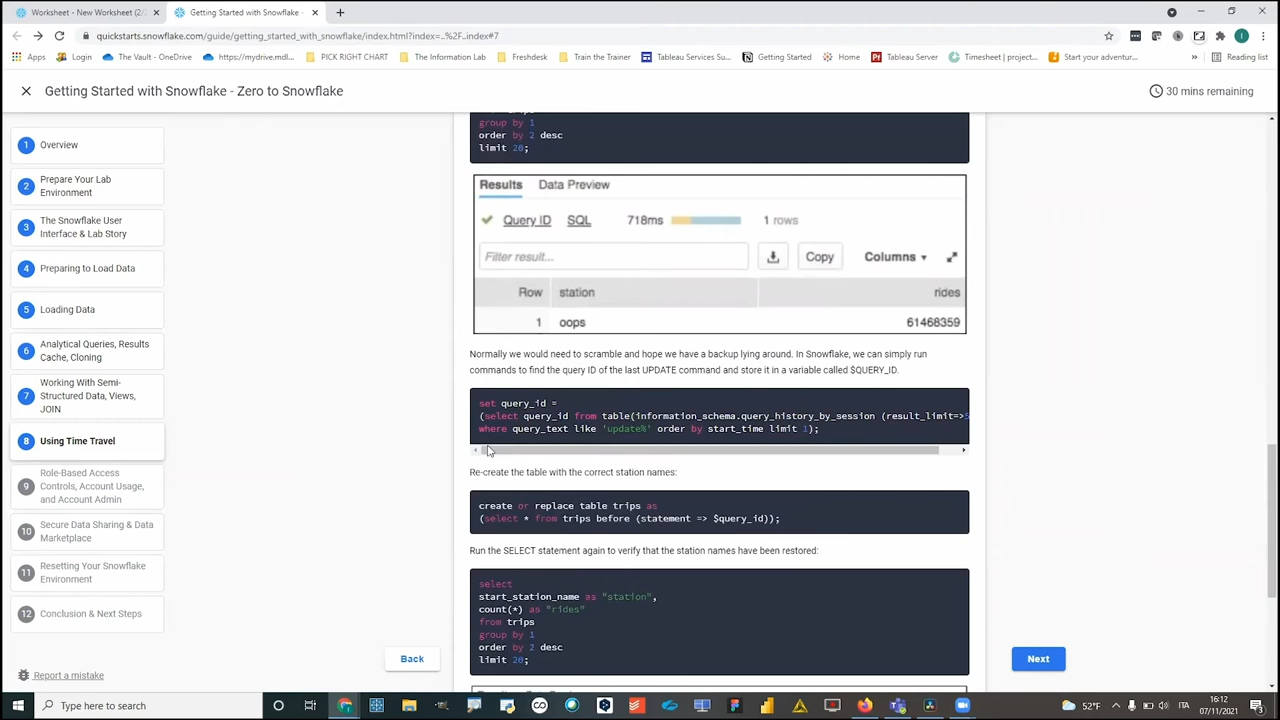 Worksheet - New Worksheet (2/
Getting Started with Snowflake -
quickstarts.snowflake.com/guide/getting_started_with_snowflake/index.html?index=..%2F..index#7
Apps
Login
The Vault - OneDrive
https://mydrive.mdl...
PICK RIGHT CHART
The Information Lab
Freshdesk
Train the Trainer
Tableau Services Su...
Getting Started
Home
Tableau Server
Timesheet | project...
Start your adventur...
»
Reading list
Getting Started with Snowflake - Zero to Snowflake
30 mins remaining
1 Overview
2 Prepare Your Lab
Environment
3 The Snowflake User
Interface & Lab Story
4 Preparing to Load Data
5 Loading Data
6 Analytical Queries, Results
Cache, Cloning
7 Working With Semi-
Structured Data, Views,
JOIN
8 Using Time Travel
9 Role-Based Access
Controls, Account Usage,
and Account Admin
10 Secure Data Sharing & Data
Marketplace
11 Resetting Your Snowflake
Environment
12 Conclusion & Next Steps
Report a mistake
group by 1
order by 2 desc
limit 20;
Results Data Preview
Query ID SQL 718ms 1 rows
Filter result... Copy Columns
Row station rides
1 oops 61468359
Normally we would need to scramble and hope we have a backup lying around. In Snowflake, we can simply run
commands to find the query ID of the last UPDATE command and store it in a variable called $QUERY_ID.
set query_id =
(select query_id from table(information_schema.query_history_by_session (result_limit=>5
where query_text like 'update%' order by start_time limit 1);
Re-create the table with the correct station names:
create or replace table trips as
(select * from trips before (statement => $query_id));
Run the SELECT statement again to verify that the station names have been restored:
select
start_station_name as "station",
count(*) as "rides"
from trips
group by 1
order by 2 desc
limit 20;
Back
Next
Type here to search
52°F
ITA
16:12
07/11/2021